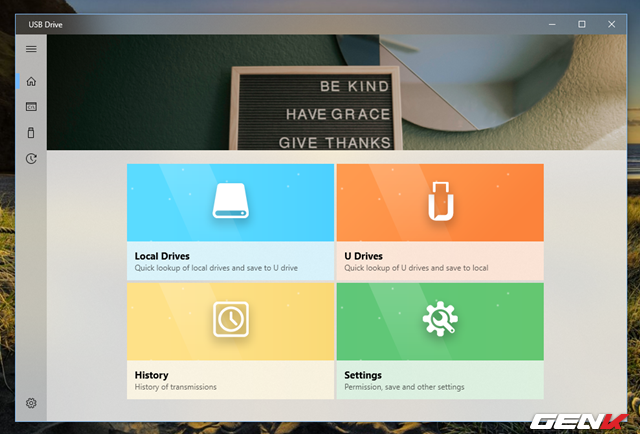 USB Drive
BE KIND
HAVE GRACE
GIVE THANKS
Local Drives
Quick lookup of local drives and save to U drive
U Drives
Quick lookup of U drives and save to local
History
History of transmissions
Settings
Permission, save and other settings
GENK